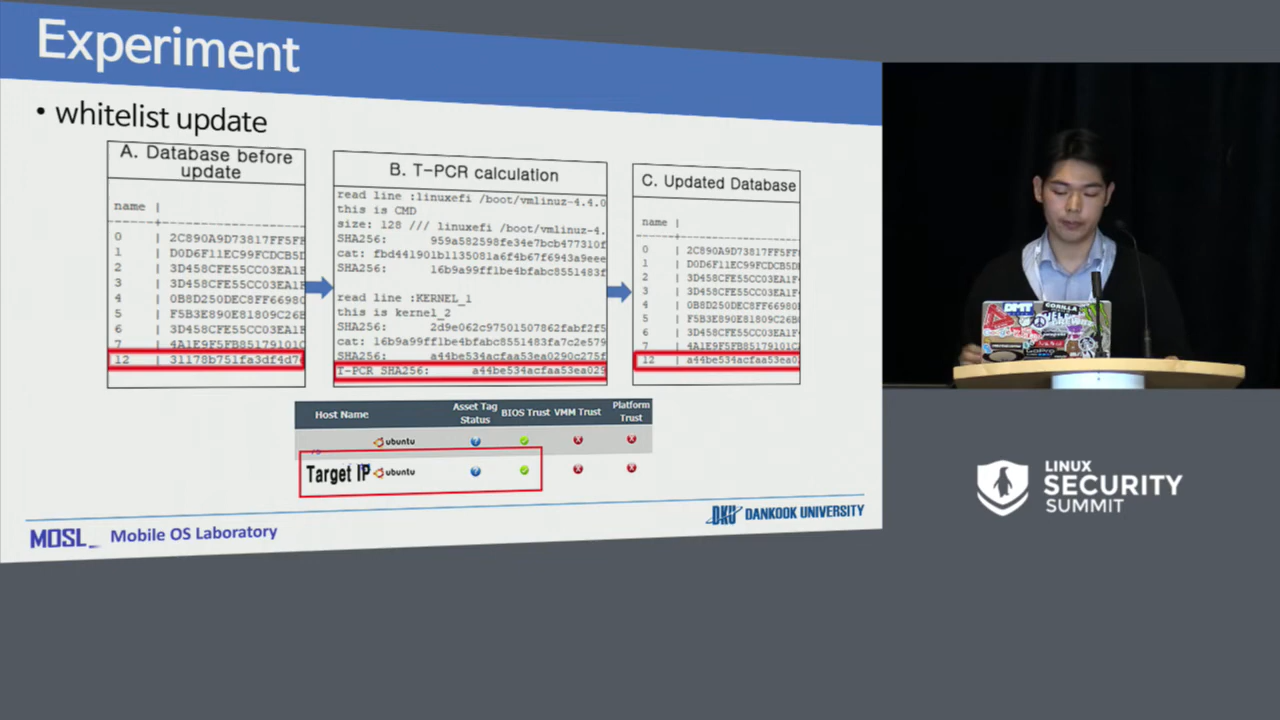 Experiment
• whitelist update
A. Database before
update
name |
0 | 2C890A9D73817FF5FF
1 | D0D6F11EC99FCDCB5D
2 | 3D458CFE55CC03EA1F
3 | 3D458CFE55CC03EA1F
4 | 0B8D250DEC8FF66980
5 | F5B3E890E81809C26B
6 | 3D458CFE55CC03EA1F
7 | 4A1E9F5FB85179101C
12 | 31178b751fa3df4d7
B. T-PCR calculation
read line :linuxefi /boot/vmlinuz-4.4.0
this is CMD
size: 128 /// linuxefi /boot/vmlinuz-4.
SHA256: 959a582598fe34e7bcb477310f
cat: fbd441901b1135081a6f4b67f6943a9eee
SHA256: 16b9a99ff1be4bfabc8551483f
read line :KERNEL_1
this is kernel_2
SHA256: 2d9e062c97501507862fabf2f5
cat: 16b9a99ff1be4bfabc8551483fa7c2e579
SHA256: a44be534acfaa53ea0290c275f
T-PCR SHA256: a44be534acfaa53ea029
C. Updated Database
name |
0 | 2C890A9D73817FF5FF
1 | D0D6F11EC99FCDCB5D
2 | 3D458CFE55CC03EA1F
3 | 3D458CFE55CC03EA1F
4 | 0B8D250DEC8FF66980
5 | F5B3E890E81809C26B
6 | 3D458CFE55CC03EA1F
7 | 4A1E9F5FB85179101C
12 | a44be534acfaa53ea0
Host Name Asset Tag Status BIOS Trust VMM Trust Platform Trust
ubuntu
Target IP ubuntu
MOSL_ Mobile OS Laboratory
DKU DANKOOK UNIVERSITY
LINUX
SECURITY
SUMMIT